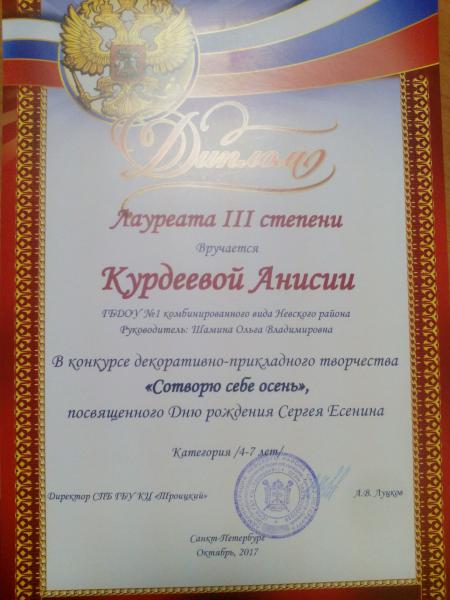 Диплом
Лауреата III степени
Вручается
Курдеевой Анисии
ГБДОУ №1 комбинированного вида Невского района
Руководитель: Шамина Ольга Владимировна
В конкурсе декоративно-прикладного творчества
«Сотворю себе осень»,
посвященного Дню рождения Сергея Есенина
Категория /4-7 лет/
Директор СПБ ГБУ КЦ «Троицкий»
А.В. Луцков
Санкт-Петербург
Октябрь, 2017